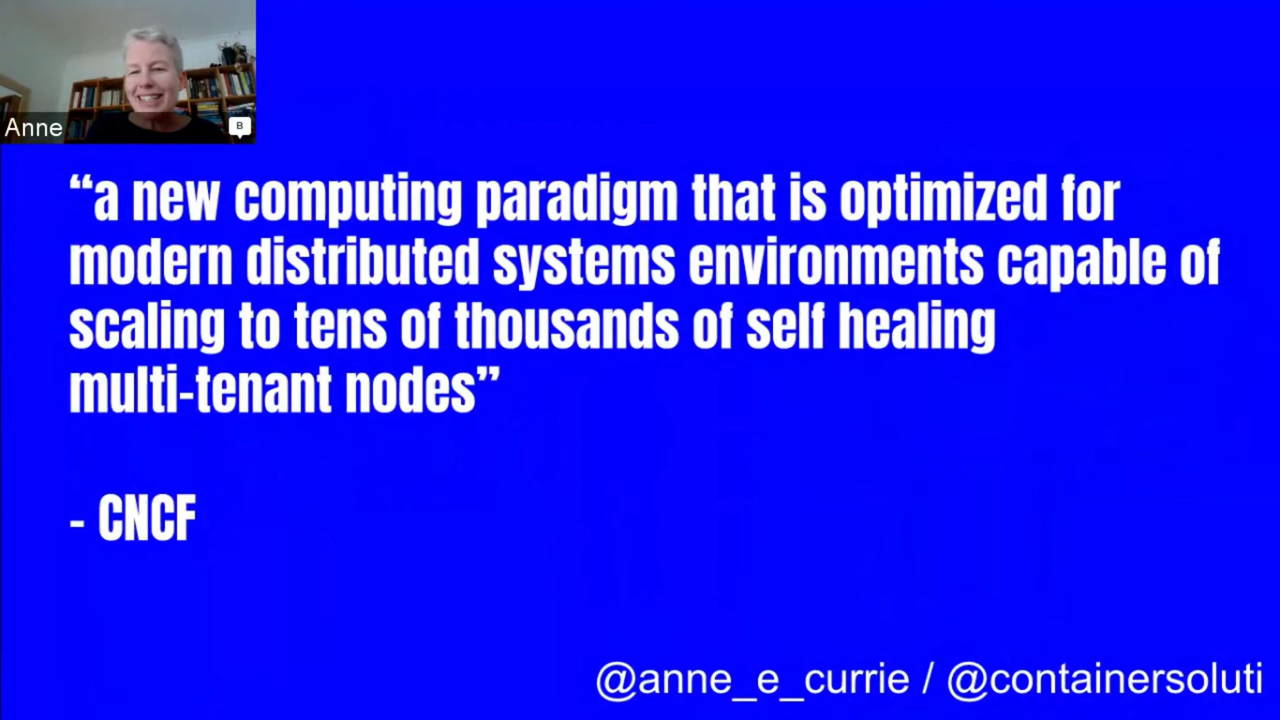 Anne
B
“a new computing paradigm that is optimized for
modern distributed systems environments capable of
scaling to tens of thousands of self healing
multi-tenant nodes”
- CNCF
@anne_e_currie / @containersoluti